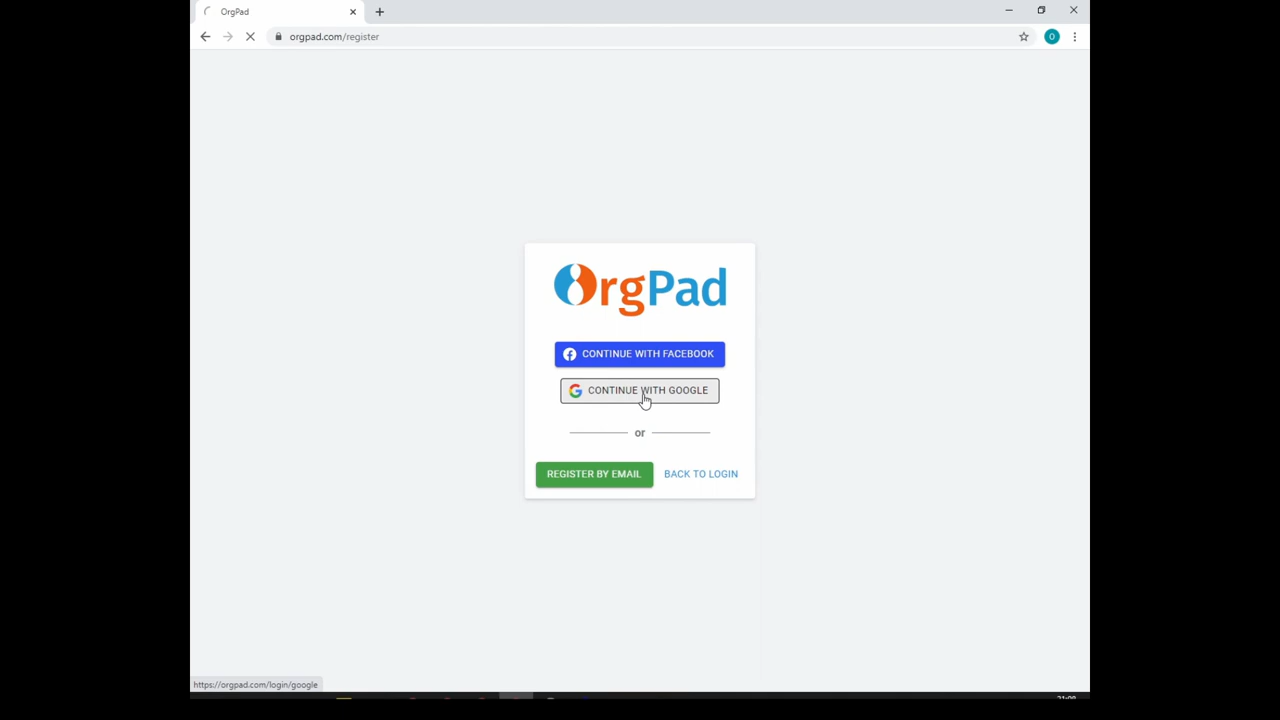 OrgPad
orgpad.com/register
O
OrgPad
CONTINUE WITH FACEBOOK
CONTINUE WITH GOOGLE
or
REGISTER BY EMAIL
BACK TO LOGIN
https://orgpad.com/login/google